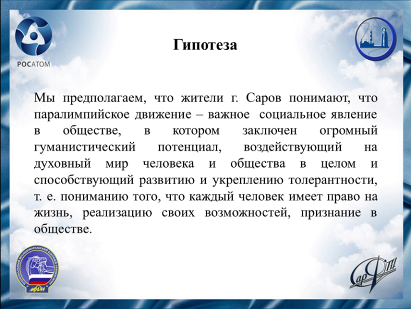 Гипотеза
РОСАТОМ
Мы предполагаем, что жители г. Саров понимают, что
паралимпийское движение – важное социальное явление
в обществе, в котором заключен огромный
гуманистический потенциал, воздействующий на
духовный мир человека и общества в целом и
способствующий развитию и укреплению толерантности,
т. е. пониманию того, что каждый человек имеет право на
жизнь, реализацию своих возможностей, признание в
обществе.